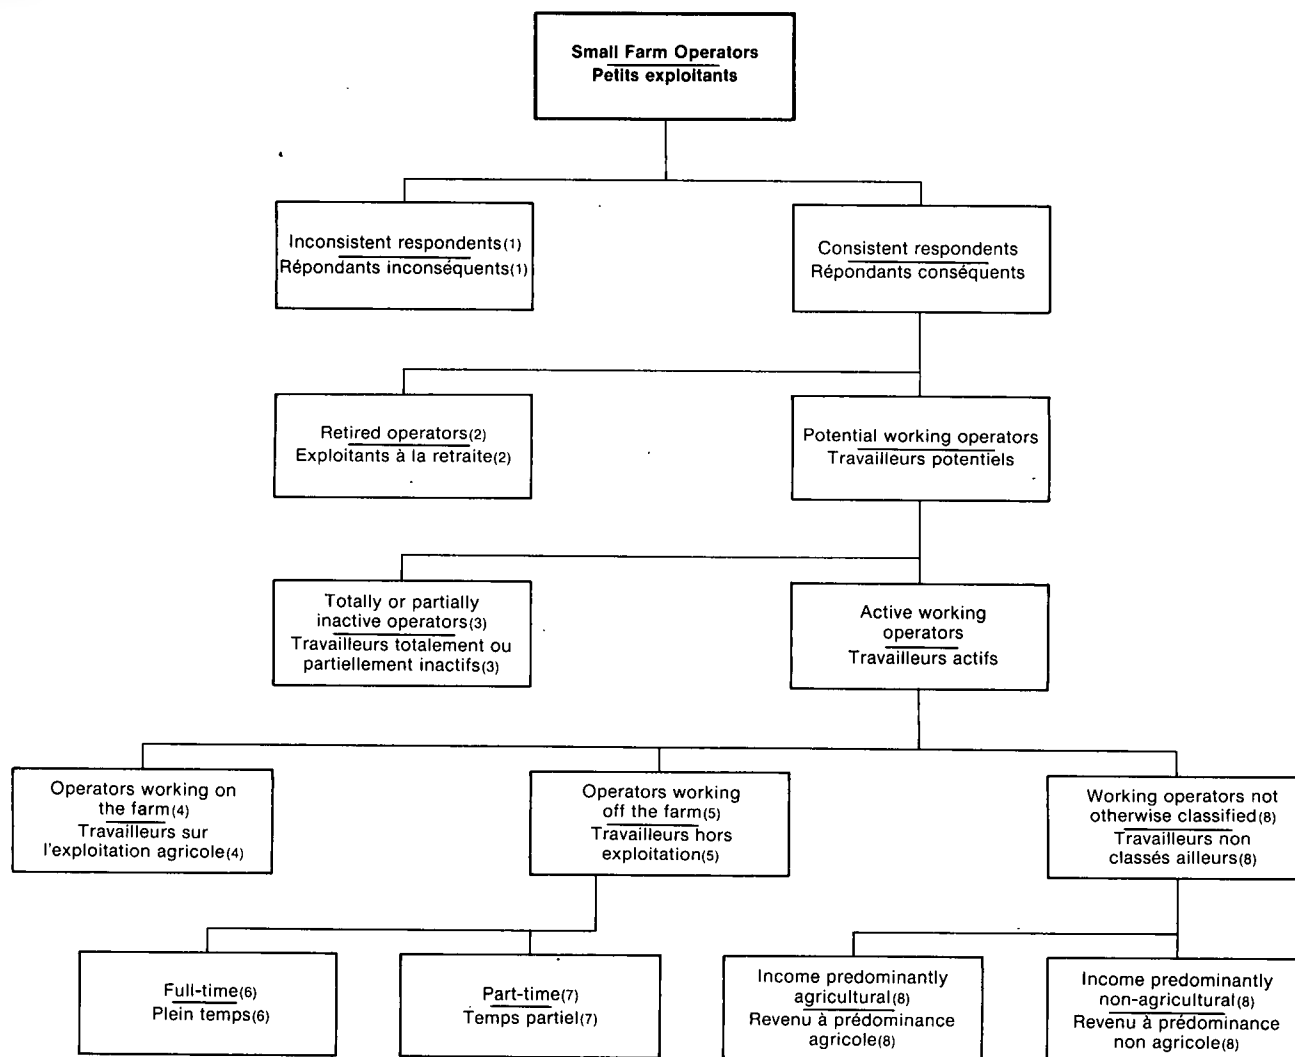 Small Farm Operators
Petits exploitants
Inconsistent respondents(1)
Répondants inconséquents(1)
Consistent respondents
Répondants conséquents
Retired operators(2)
Exploitants à la retraite(2)
Potential working operators
Travailleurs potentiels
Totally or partially
inactive operators(3)
Travailleurs totalement ou
partiellement inactifs(3)
Active working
operators
Travailleurs actifs
Operators working on
the farm(4)
Travailleurs sur
l'exploitation agricole(4)
Operators working
off the farm(5)
Travailleurs hors
exploitation(5)
Working operators not
otherwise classified(8)
Travailleurs non
classés ailleurs(8)
Full-time(6)
Plein temps(6)
Part-time(7)
Temps partiel(7)
Income predominantly
agricultural(8)
Revenu à prédominance
agricole(8)
Income predominantly
non-agricultural(8)
Revenu à prédominance
non agricole(8)